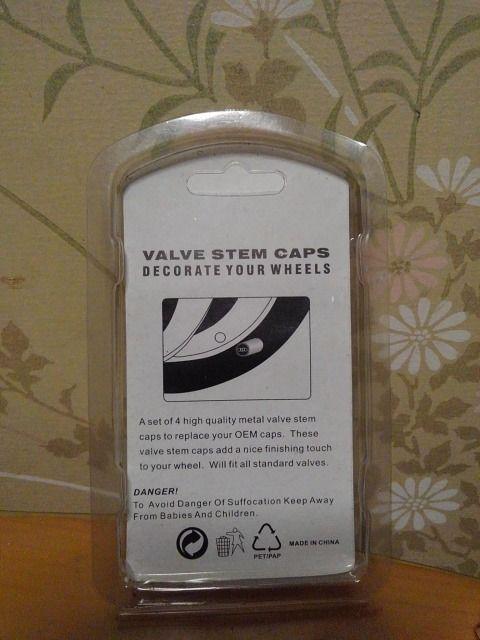 VALVE STEM CAPS
DECORATE YOUR WHEELS
A set of 4 high quality metal valve stem
caps to replace your OEM caps. These
valve stem caps add a nice finishing touch
to your wheel. Will fit all standard valves.
DANGER!
To Avoid Danger Of Suffocation Keep Away
From Babies And Children.
PET/PAP
MADE IN CHINA